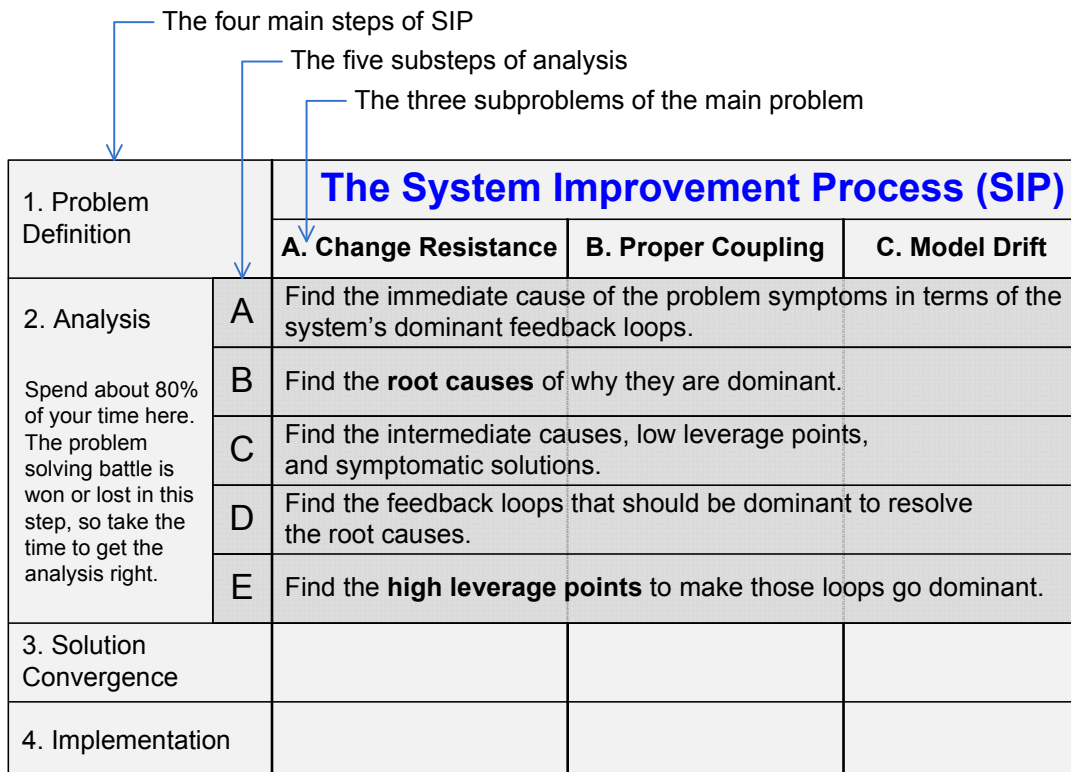 The four main steps of SIP
The five substeps of analysis
The three subproblems of the main problem
1. Problem
Definition
The System Improvement Process (SIP)
A. Change Resistance
B. Proper Coupling
C. Model Drift
2. Analysis
Spend about 80%
of your time here.
The problem
solving battle is
won or lost in this
step, so take the
time to get the
analysis right.
A
Find the immediate cause of the problem symptoms in terms of the
system’s dominant feedback loops.
B
Find the root causes of why they are dominant.
C
Find the intermediate causes, low leverage points,
and symptomatic solutions.
D
Find the feedback loops that should be dominant to resolve
the root causes.
E
Find the high leverage points to make those loops go dominant.
3. Solution
Convergence
4. Implementation